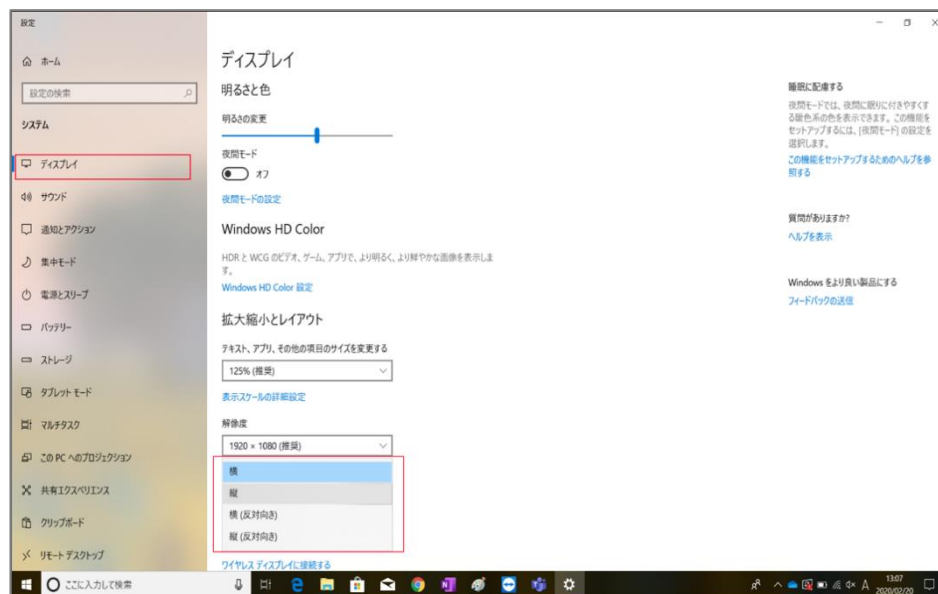 設定
ホーム
設定の検索
システム
ディスプレイ
サウンド
通知とアクション
集中モード
電源とスリープ
バッテリー
ストレージ
タブレット モード
マルチタスク
この PC へのプロジェクション
共有エクスペリエンス
クリップボード
リモート デスクトップ
ディスプレイ
明るさと色
明るさの変更
夜間モード
オフ
夜間モードの設定
Windows HD Color
HDR と WCG のビデオ、ゲーム、アプリで、より明るく、より鮮やかな画像を表示しま
す。
Windows HD Color 設定
拡大縮小とレイアウト
テキスト、アプリ、その他の項目のサイズを変更する
125% (推奨)
表示スケールの詳細設定
解像度
1920 × 1080 (推奨)
横
縦
横 (反対向き)
縦 (反対向き)
ワイヤレス ディスプレイに接続する
睡眠に配慮する
夜間モードでは、夜間に眠りに付きやすくす
る暖色系の色を表示できます。この機能を
セットアップするには、[夜間モード] の設定を
選択します。
この機能をセットアップするためのヘルプを参
照する
質問がありますか?
ヘルプを表示
Windows をより良い製品にする
フィードバックの送信
ここに入力して検索
A
13:07
2020/02/20